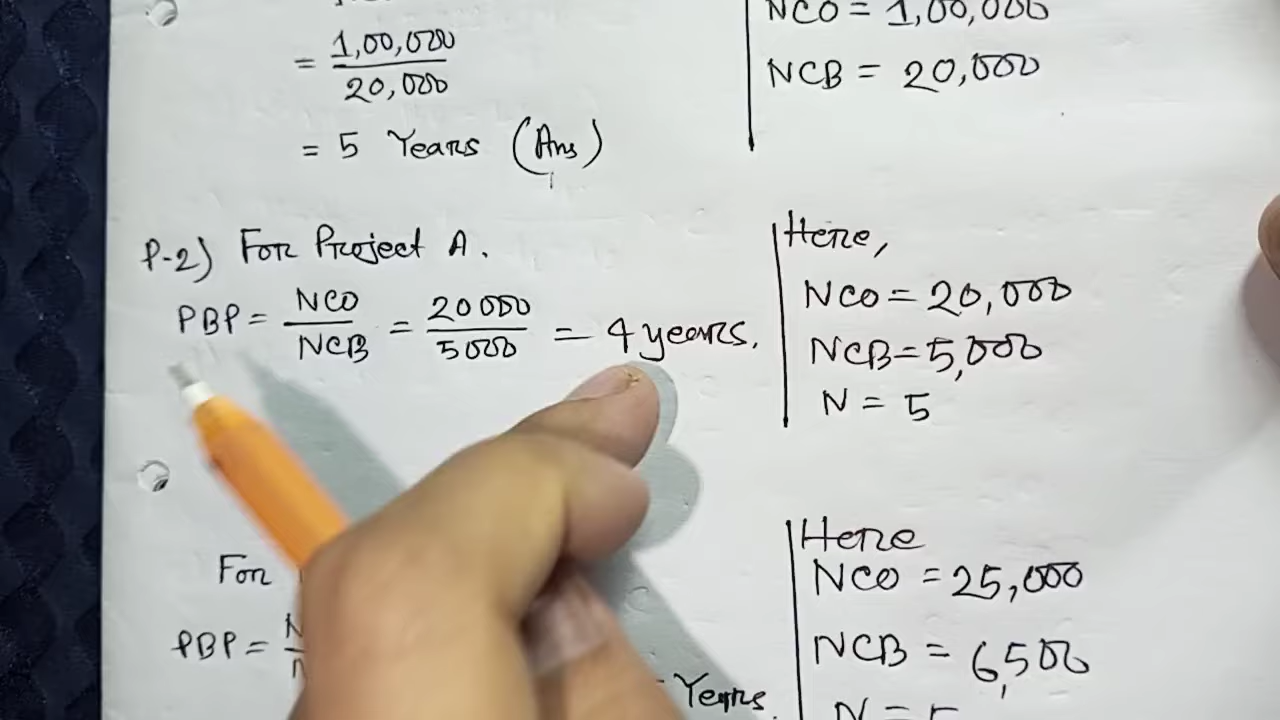 = 1,00,000
20,000
= 5 Years (Ans)
NCO = 1,00,000
NCB = 20,000
P-2) For Project A.
PBP = NCO / NCB = 20000 / 5000 = 4 years.
Here,
NCO = 20,000
NCB = 5,000
N = 5
For
PBP =
Years.
Here
NCO = 25,000
NCB = 6,500
N = 5